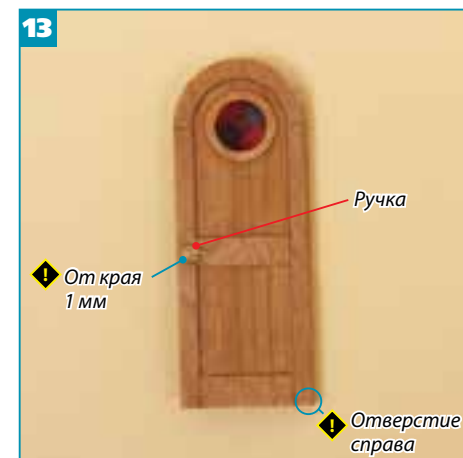 13
Ручка
! От края
1 мм
! Отверстие
справа